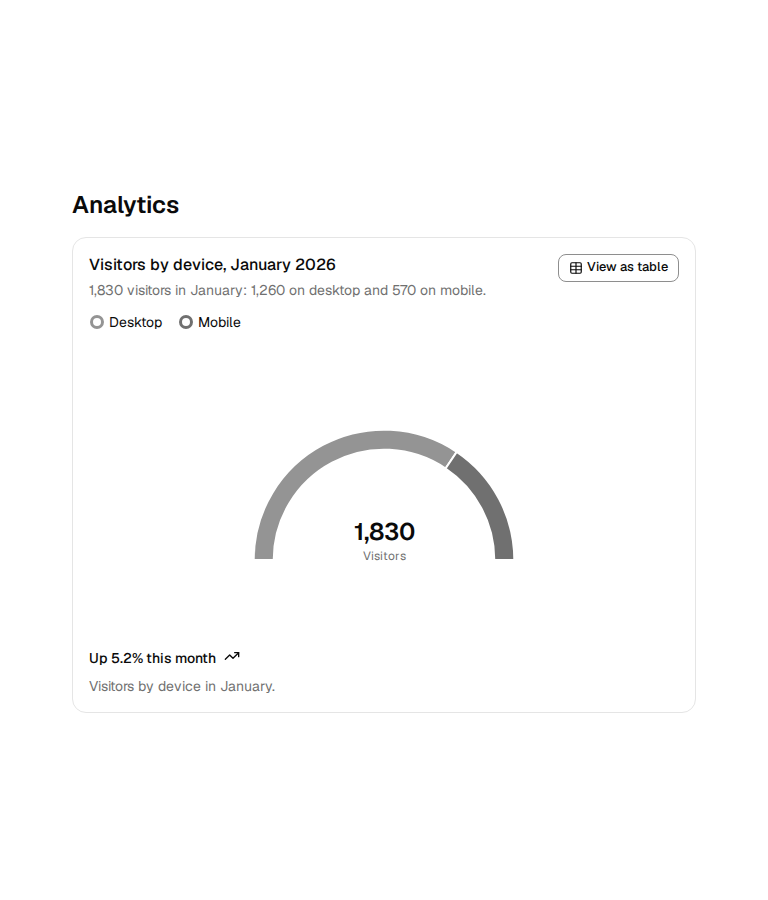 Analytics
Visitors by device, January 2026
View as table
1,830 visitors in January: 1,260 on desktop and 570 on mobile.
Desktop
Mobile
1,830
Visitors
Up 5.2% this month
Visitors by device in January.